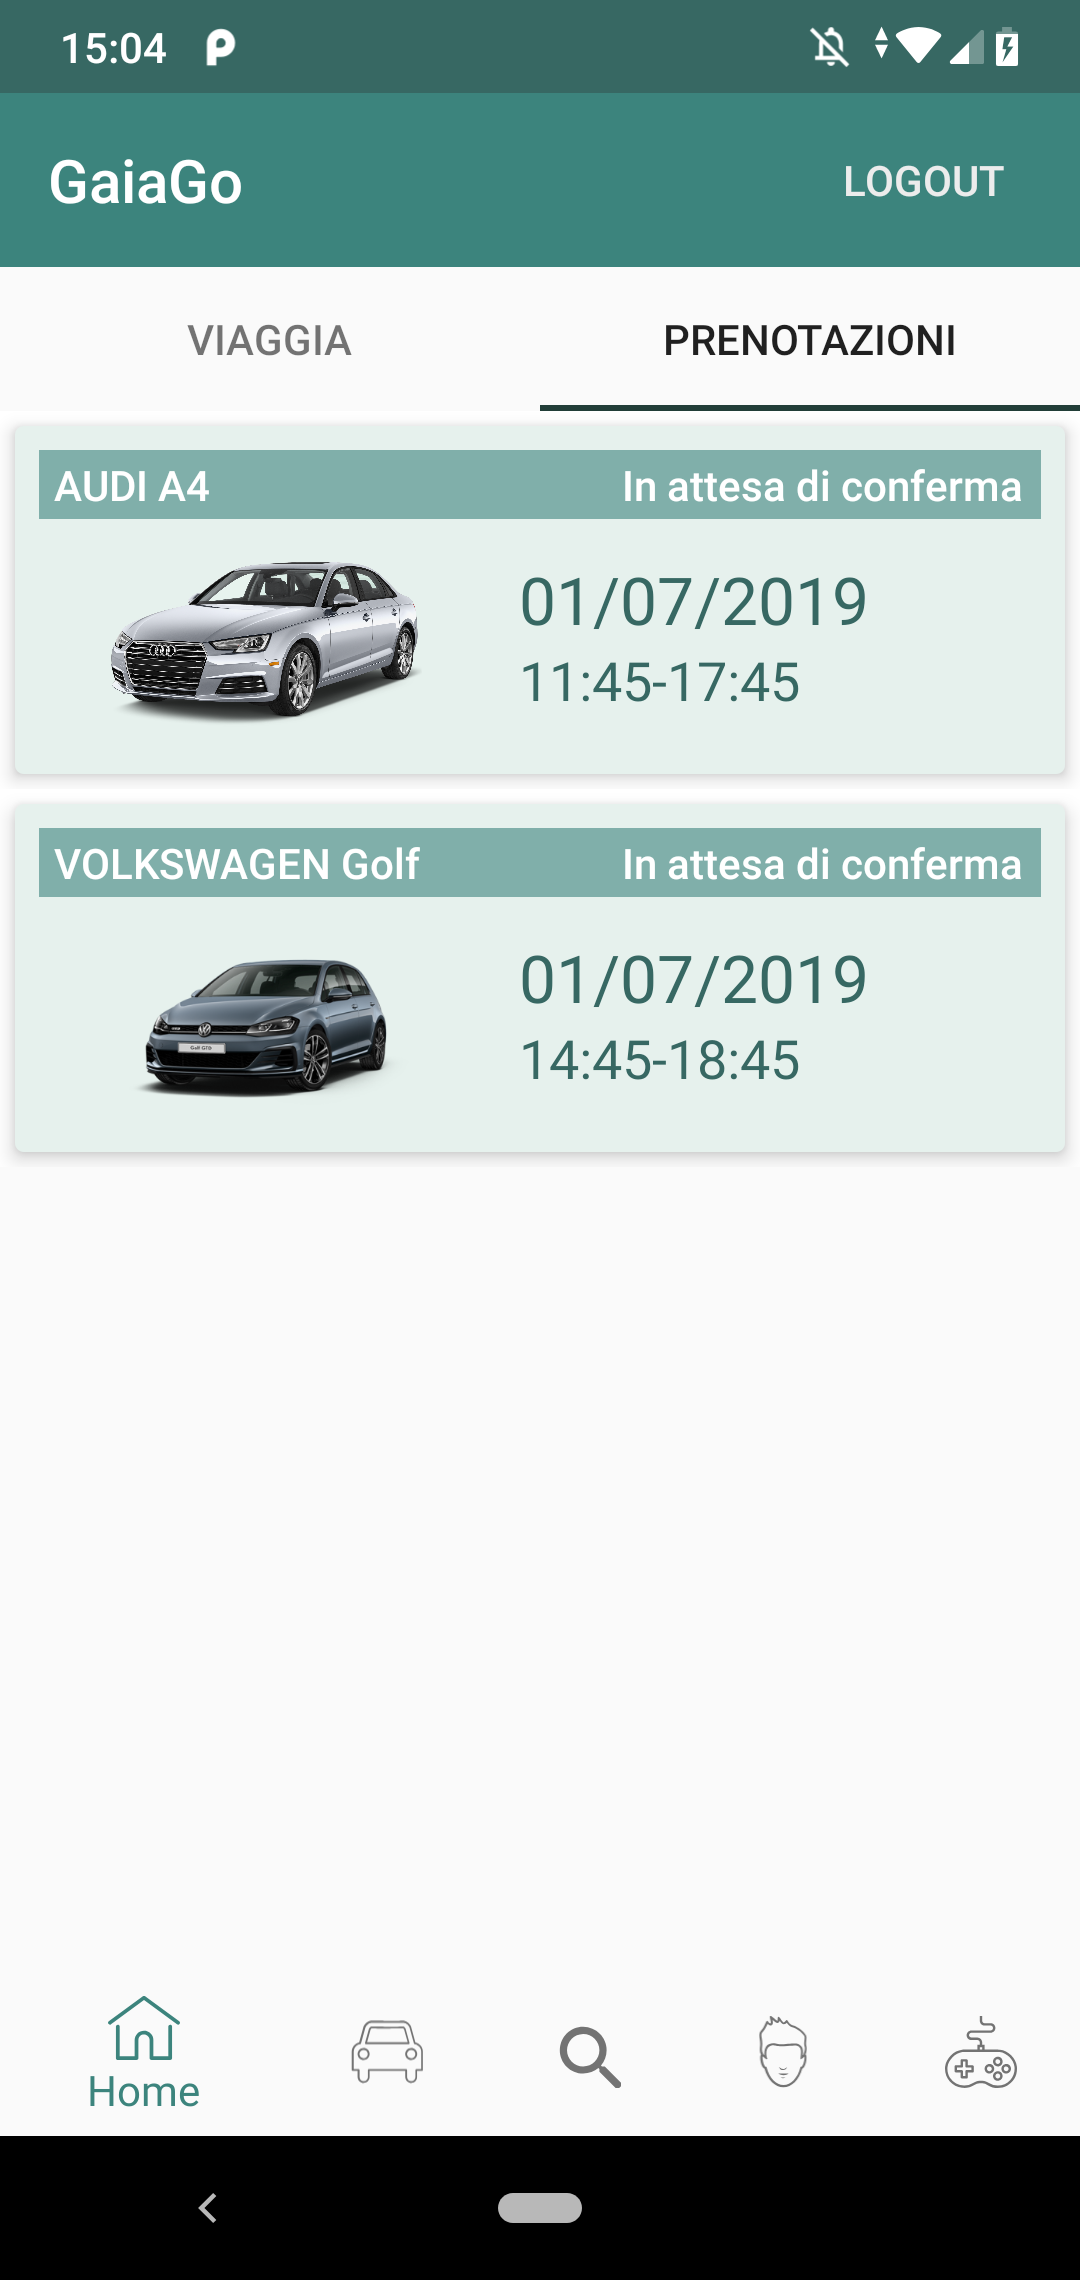 15:04
GaiaGo
LOGOUT
VIAGGIA
PRENOTAZIONI
AUDI A4
In attesa di conferma
01/07/2019
11:45-17:45
VOLKSWAGEN Golf
In attesa di conferma
01/07/2019
14:45-18:45
Home